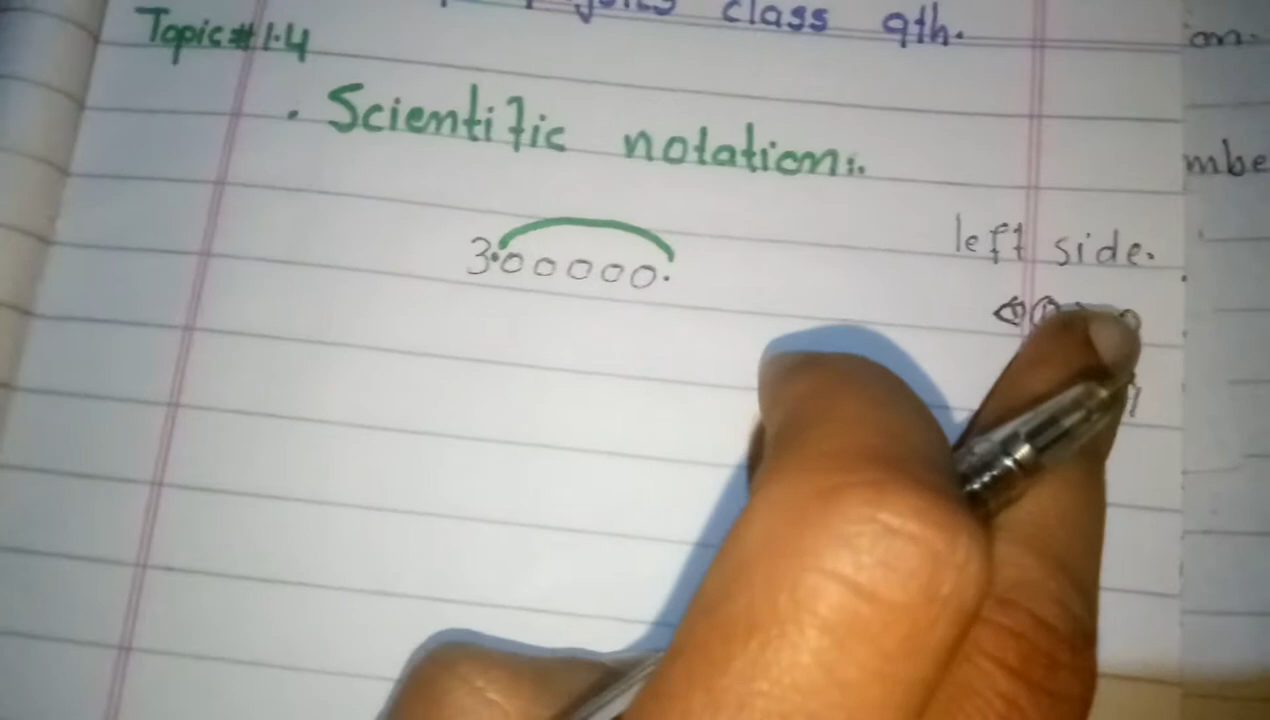 class 9th.
Topic#1.4
. Scientific notation:.
3.00000.
left side.